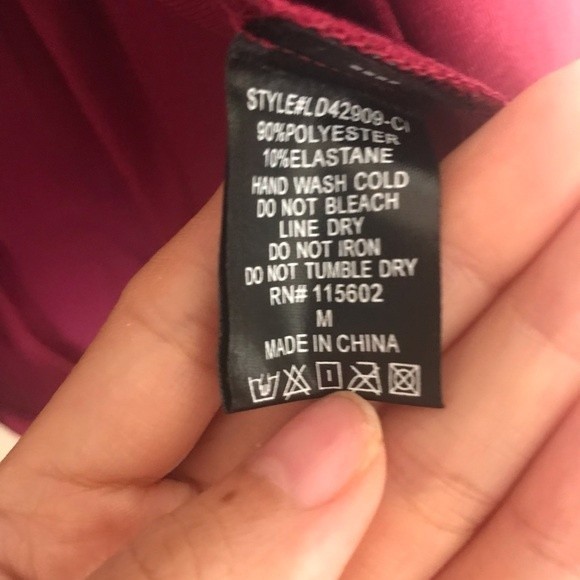 STYLE#LD42909-CI
90%POLYESTER
10%ELASTANE
HAND WASH COLD
DO NOT BLEACH
LINE DRY
DO NOT IRON
DO NOT TUMBLE DRY
RN# 115602
M
MADE IN CHINA